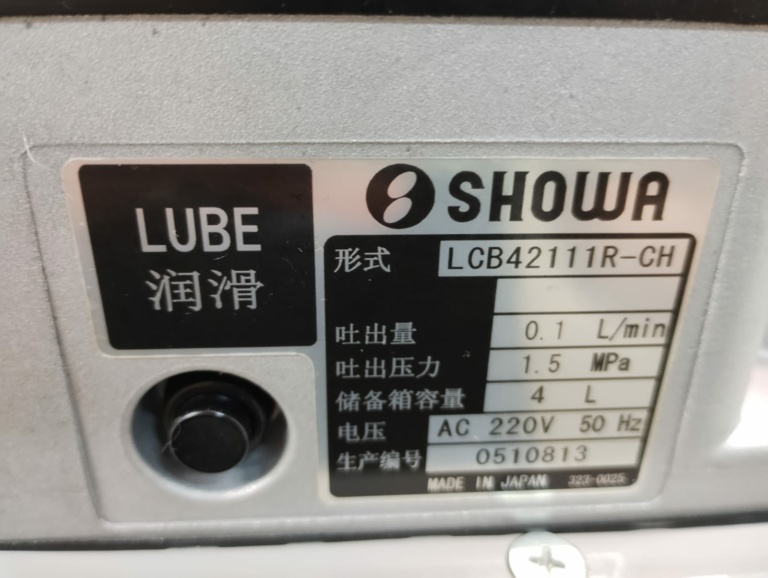 LUBE
润滑
SHOWA
形式 LCB42111R-CH
吐出量 0.1 L/min
吐出压力 1.5 MPa
储备箱容量 4 L
电压 AC 220V 50 Hz
生产编号 0510813
MADE IN JAPAN 323-0025